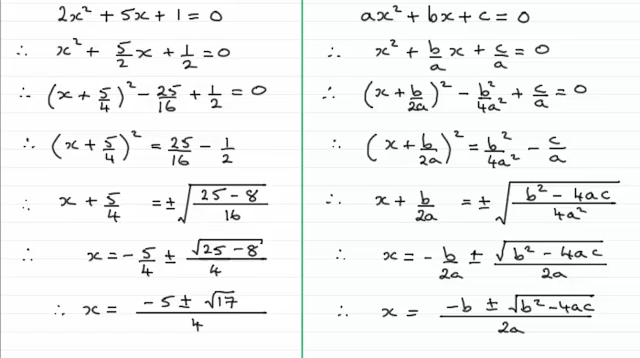 2x² + 5x + 1 = 0
∴ x² + 5/2 x + 1/2 = 0
∴ (x + 5/4)² - 25/16 + 1/2 = 0
∴ (x + 5/4)² = 25/16 - 1/2
∴ x + 5/4 = ±√((25 - 8)/16)
∴ x = - 5/4 ± √(25 - 8)/4
∴ x = (-5 ± √17)/4
ax² + bx + c = 0
∴ x² + b/a x + c/a = 0
∴ (x + b/2a)² - b²/4a² + c/a = 0
∴ (x + b/2a)² = b²/4a² - c/a
∴ x + b/2a = ±√((b² - 4ac)/4a²)
∴ x = - b/2a ± √(b² - 4ac)/2a
∴ x = (-b ± √(b² - 4ac))/2a